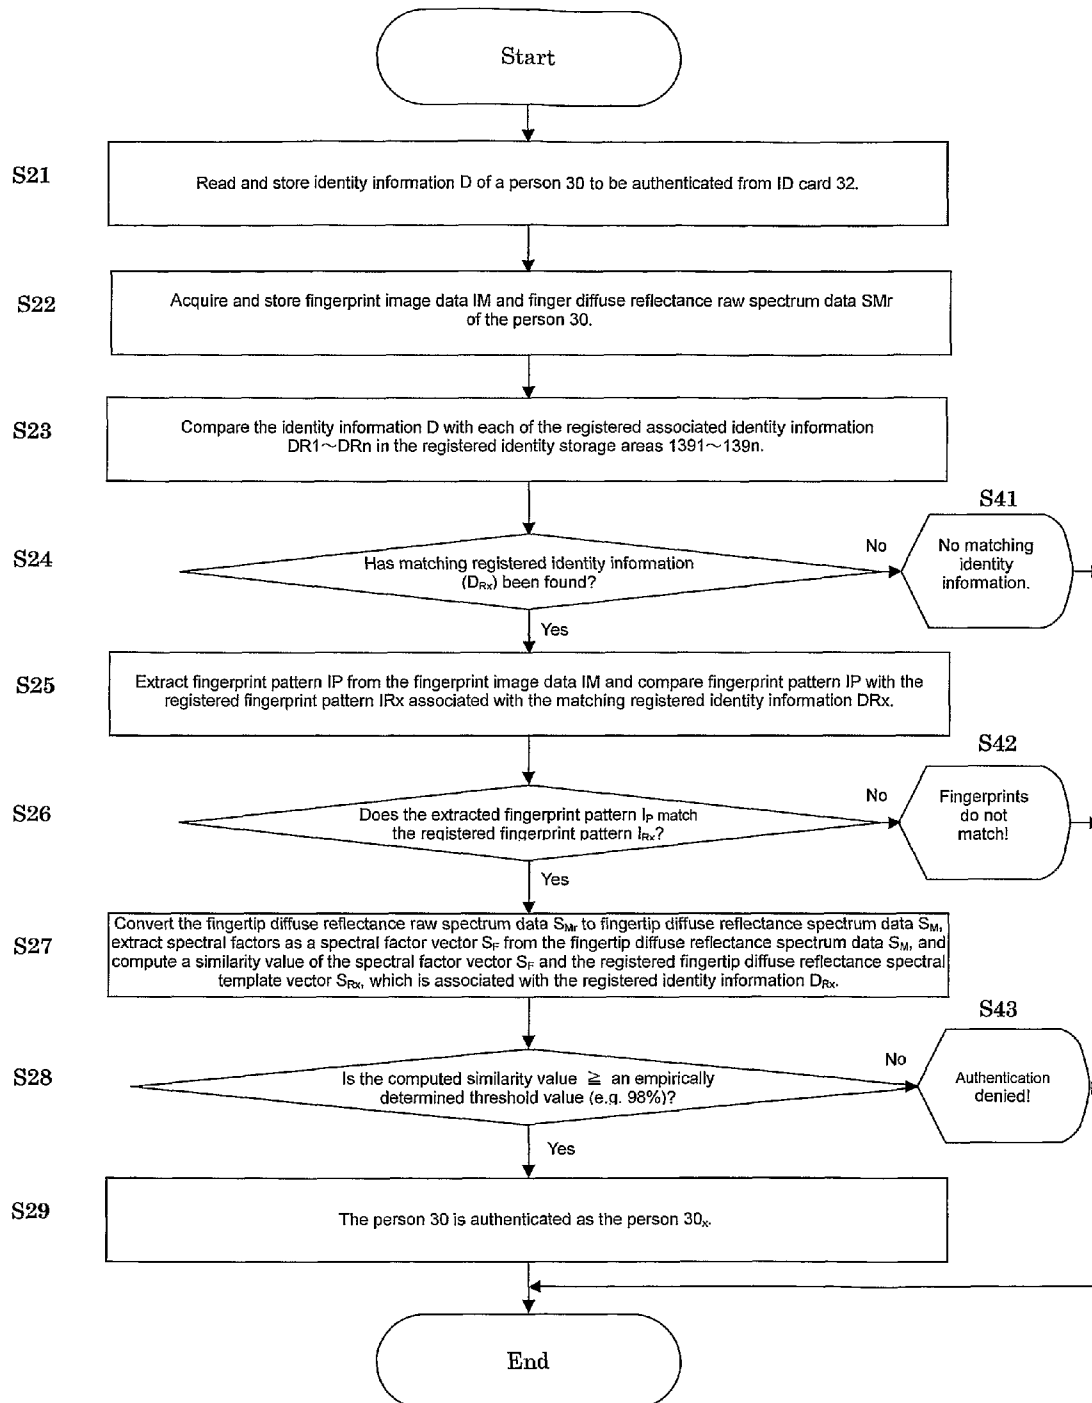 Start
S21
Read and store identity information D of a person 30 to be authenticated from ID card 32.
S22
Acquire and store fingerprint image data IM and finger diffuse reflectance raw spectrum data SMr
of the person 30.
S23
Compare the identity information D with each of the registered associated identity information
DR1~DRn in the registered identity storage areas 1391~139n.
S24
Has matching registered identity information
(DRx) been found?
No
S41
No matching
identity
information.
Yes
S25
Extract fingerprint pattern IP from the fingerprint image data IM and compare fingerprint pattern IP with the
registered fingerprint pattern IRx associated with the matching registered identity information DRx.
S26
Does the extracted fingerprint pattern IP match
the registered fingerprint pattern IRx?
No
S42
Fingerprints
do not
match!
Yes
S27
Convert the fingertip diffuse reflectance raw spectrum data SMr to fingertip diffuse reflectance spectrum data SM,
extract spectral factors as a spectral factor vector SF from the fingertip diffuse reflectance spectrum data SM, and
compute a similarity value of the spectral factor vector SF and the registered fingertip diffuse reflectance spectral
template vector SRx, which is associated with the registered identity information DRx.
S28
Is the computed similarity value ≧ an empirically
determined threshold value (e.g. 98%)?
No
S43
Authentication
denied!
Yes
S29
The person 30 is authenticated as the person 30x.
End